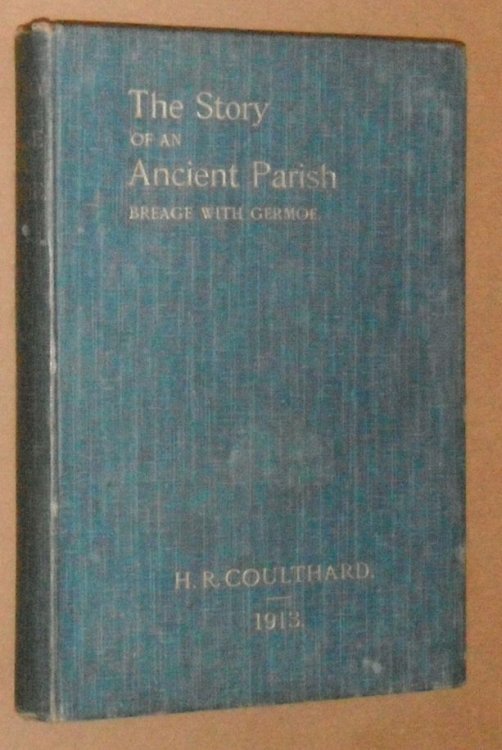 The Story
OF AN
Ancient Parish
BREAGE WITH GERMOE.
H. R. COULTHARD.
1913.